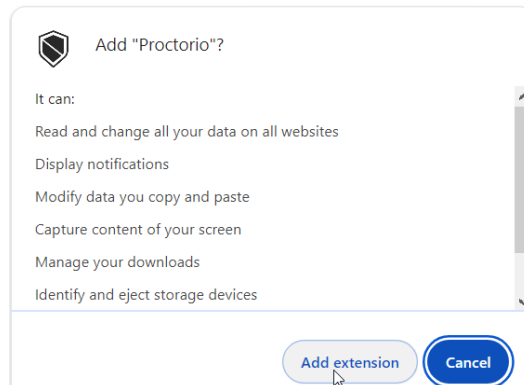 Add "Proctorio"?
It can:
Read and change all your data on all websites
Display notifications
Modify data you copy and paste
Capture content of your screen
Manage your downloads
Identify and eject storage devices
Add extension
Cancel